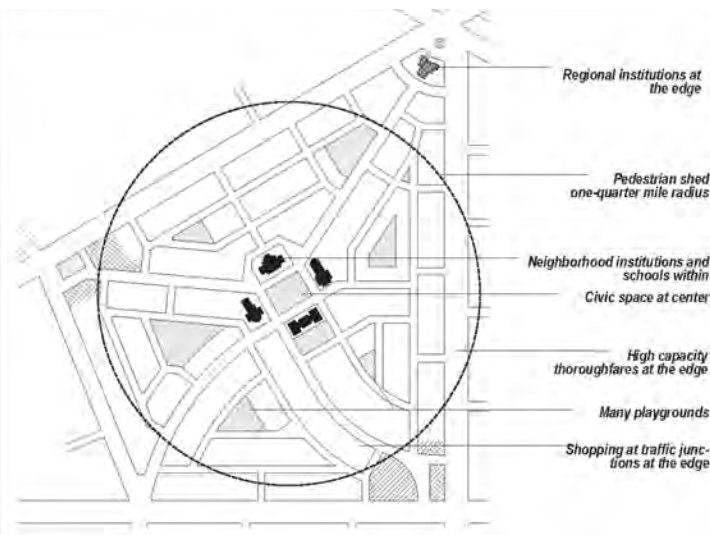 Regional institutions at
the edge
Pedestrian shed
one-quarter mile radius
Neighborhood institutions and
schools within
Civic space at center
High capacity
thoroughfares at the edge
Many playgrounds
Shopping at traffic junc-
tions at the edge